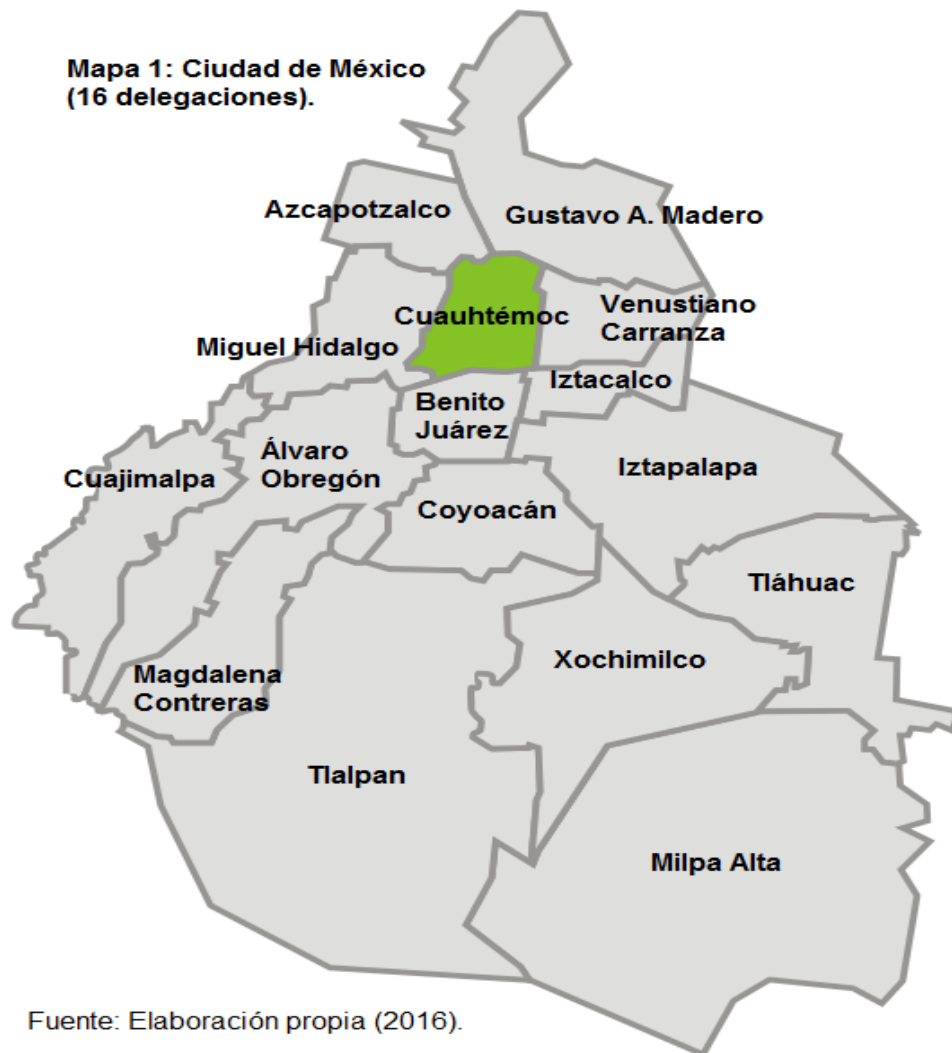 Mapa 1: Ciudad de México
(16 delegaciones).
Azcapotzalco
Gustavo A. Madero
Cuauhtémoc
Venustiano
Carranza
Miguel Hidalgo
Iztacalco
Benito
Juárez
Álvaro
Obregón
Cuajimalpa
Iztapalapa
Coyoacán
Tláhuac
Xochimilco
Magdalena
Contreras
Tlalpan
Milpa Alta
Fuente: Elaboración propia (2016).